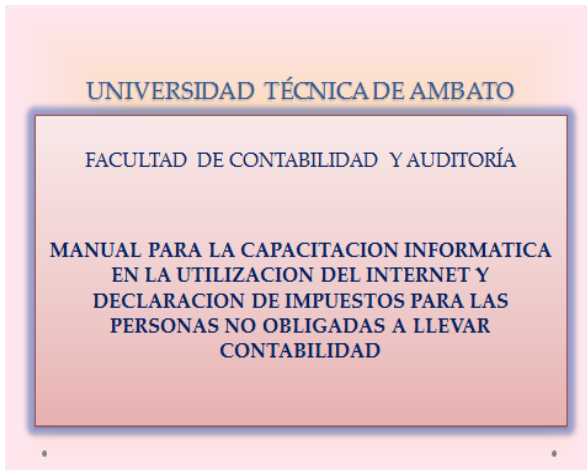 UNIVERSIDAD TÉCNICA DE AMBATO
FACULTAD DE CONTABILIDAD Y AUDITORÍA
MANUAL PARA LA CAPACITACION INFORMATICA
EN LA UTILIZACION DEL INTERNET Y
DECLARACION DE IMPUESTOS PARA LAS
PERSONAS NO OBLIGADAS A LLEVAR
CONTABILIDAD